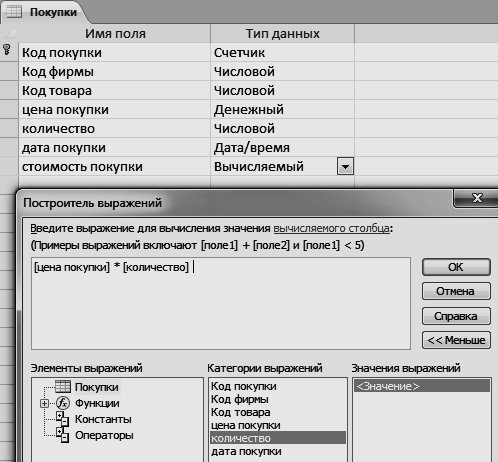 Покупки
Имя поля Тип данных
Код покупки Счетчик
Код фирмы Числовой
Код товара Числовой
цена покупки Денежный
количество Числовой
дата покупки Дата/время
стоимость покупки Вычисляемый
Построитель выражений
Введите выражение для вычисления значения вычисляемого столбца:
(Примеры выражений включают [поле1] + [поле2] и [поле1] < 5)
[цена покупки] * [количество]
ОК
Отмена
Справка
<< Меньше
Элементы выражений Категории выражений Значения выражений
Покупки
Функции
Константы
Операторы
Код покупки
Код фирмы
Код товара
цена покупки
количество
дата покупки
<Значение>